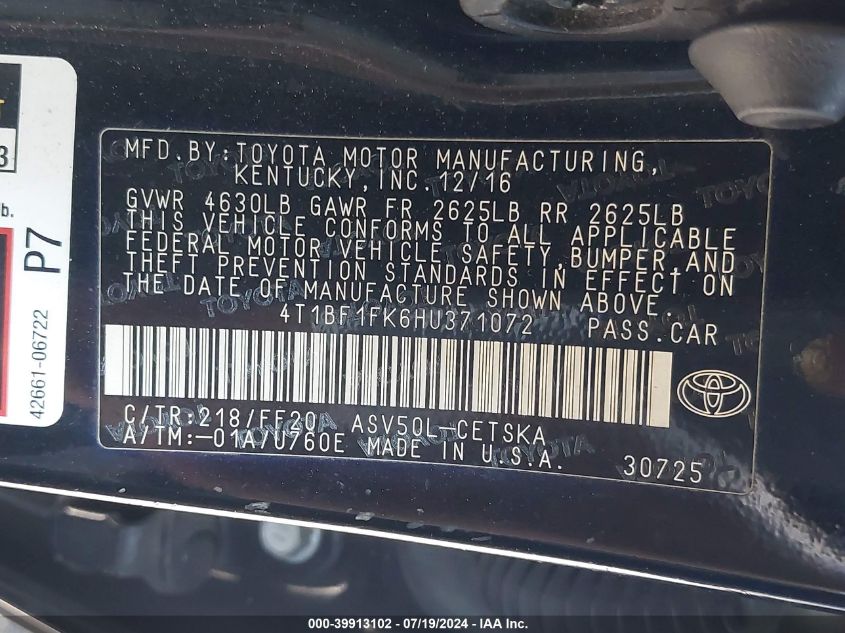 MFD.BY:TOYOTA MOTOR MANUFACTURING,
KENTUCKY,INC.12/16
GVWR 4630LB GAWR FR 2625LB RR 2625LB
THIS VEHICLE CONFORMS TO ALL APPLICABLE
FEDERAL MOTOR VEHICLE SAFETY,BUMPER,AND
THEFT PREVENTION STANDARDS IN EFFECT ON
THE DATE OF MANUFACTURE SHOWN ABOVE.
4T1BF1FK6HU371072 PASS.CAR
C/TR:218/FF20 ASV50L-CETSKA
A/TM:-01A/U760E MADE IN U.S.A. 30725
3
b.
P7
42661-06722
000-39913102 - 07/19/2024 - IAA Inc.